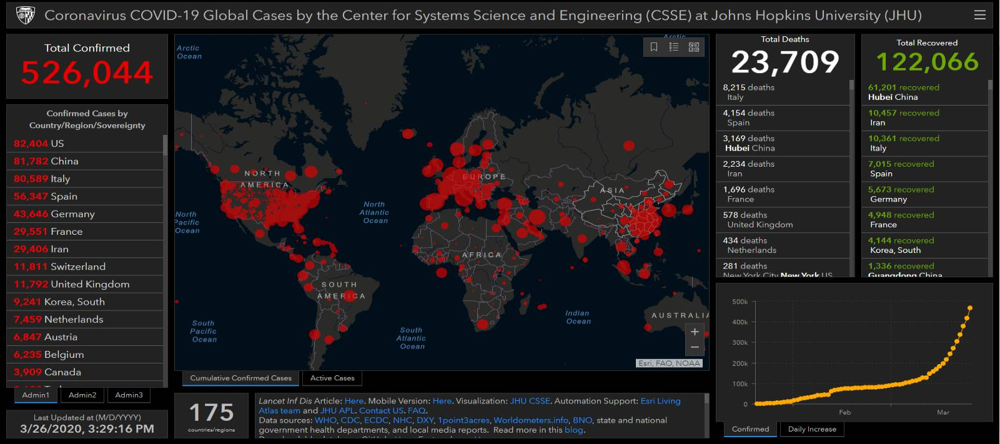 Coronavirus COVID-19 Global Cases by the Center for Systems Science and Engineering (CSSE) at Johns Hopkins University (JHU)
Total Confirmed
526,044
Confirmed Cases by
Country/Region/Sovereignty
82,404 US
81,782 China
80,589 Italy
56,347 Spain
43,646 Germany
29,551 France
29,406 Iran
11,811 Switzerland
11,792 United Kingdom
9,241 Korea, South
7,459 Netherlands
6,847 Austria
6,235 Belgium
3,909 Canada
Admin1
Admin2
Admin3
Last Updated at (M/D/YYYY)
3/26/2020, 3:29:16 PM
Arctic
Ocean
Arctic
NORTH
AMERICA
EUROPE
ASIA
North
Pacific
Ocean
North
Atlantic
Ocean
AFRICA
SOUTH
AMERICA
Indian
Ocean
AUSTRALIA
South
Pacific
Ocean
South
Atlantic
Ocean
+
−
Esri, FAO, NOAA
Cumulative Confirmed Cases
Active Cases
175
countries/regions
Lancet Inf Dis Article: Here. Mobile Version: Here. Visualization: JHU CSSE. Automation Support: Esri Living
Atlas team and JHU APL. Contact US. FAQ.
Data sources: WHO, CDC, ECDC, NHC, DXY, 1point3acres, Worldometers.info, BNO, state and national
government health departments, and local media reports. Read more in this blog.
Total Deaths
23,709
8,215 deaths
Italy
4,154 deaths
Spain
3,169 deaths
Hubei China
2,234 deaths
Iran
1,696 deaths
France
578 deaths
United Kingdom
434 deaths
Netherlands
281 deaths
New York City New York US
Total Recovered
122,066
61,201 recovered
Hubei China
10,457 recovered
Iran
10,361 recovered
Italy
7,015 recovered
Spain
5,673 recovered
Germany
4,948 recovered
France
4,144 recovered
Korea, South
1,336 recovered
Guangdong China
500k
400k
300k
200k
100k
0
Feb
Mar
Confirmed
Daily Increase